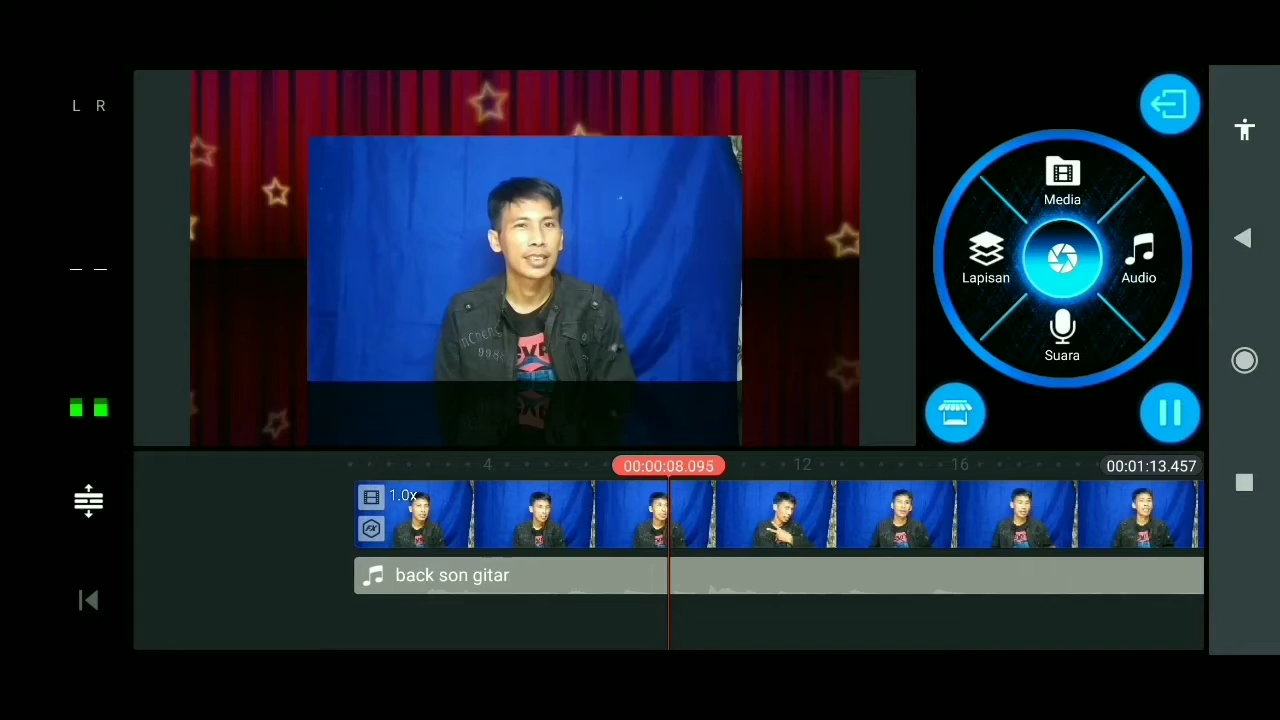 L R
Media
Lapisan
Audio
Suara
4
00:00:08.095
12
16
00:01:13.457
1.0x
back son gitar